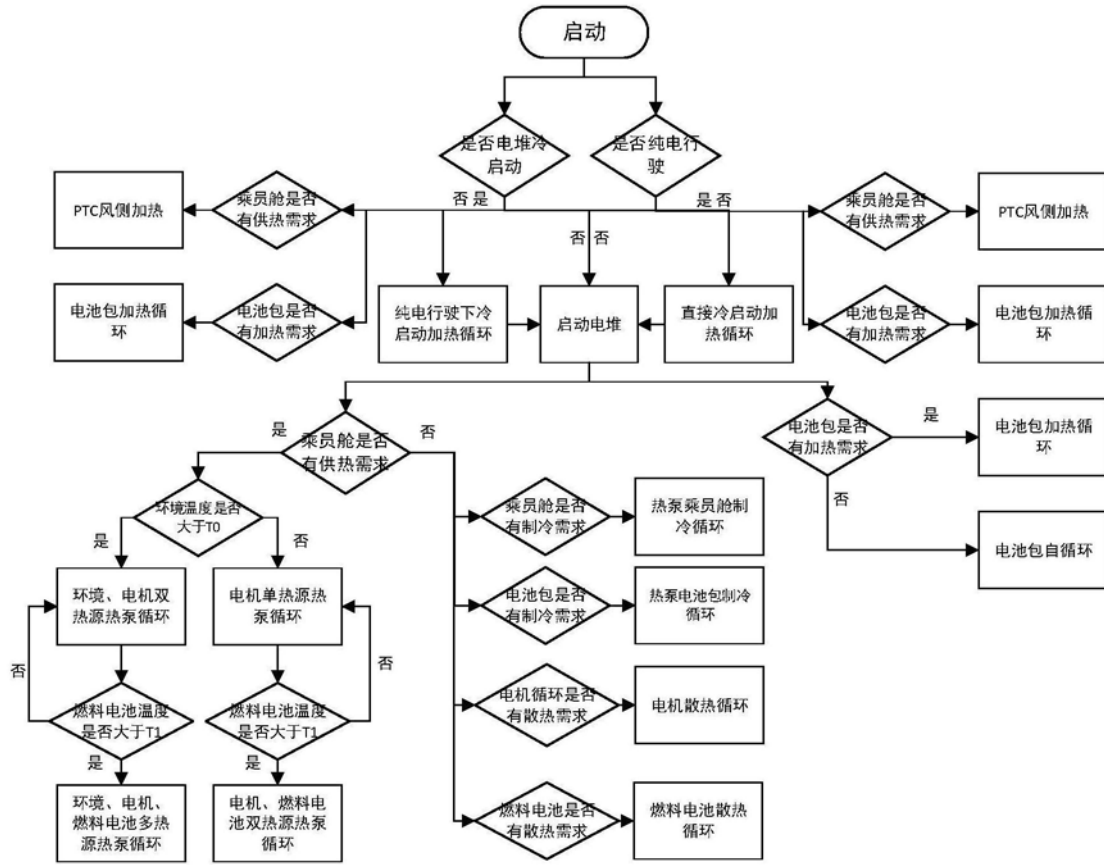 启动
是否电堆冷
启动
是否纯电行
驶
PTC风侧加热
乘员舱是否
有供热需求
否 是
是 否
乘员舱是否
有供热需求
PTC风侧加热
否 否
电池包加热循
环
电池包是否
有加热需求
纯电行驶下冷
启动加热循环
启动电堆
直接冷启动加
热循环
电池包是否
有加热需求
电池包加热循
环
是
乘员舱是否
有供热需求
否
电池包是否
有加热需求
是
电池包加热循
环
环境温度是否
大于T0
是
否
乘员舱是否
有制冷需求
热泵乘员舱制
冷循环
否
电池包自循环
环境、电机双
热源热泵循环
电机单热源热
泵循环
电池包是否
有制冷需求
热泵电池包制冷
循环
否
否
燃料电池温度
是否大于T1
燃料电池温度
是否大于T1
电机循环是否
有散热需求
电机散热循环
是
是
环境、电机、
燃料电池多热
源热泵循环
电机、燃料电
池双热源热泵
循环
燃料电池是否
有散热需求
燃料电池散热
循环